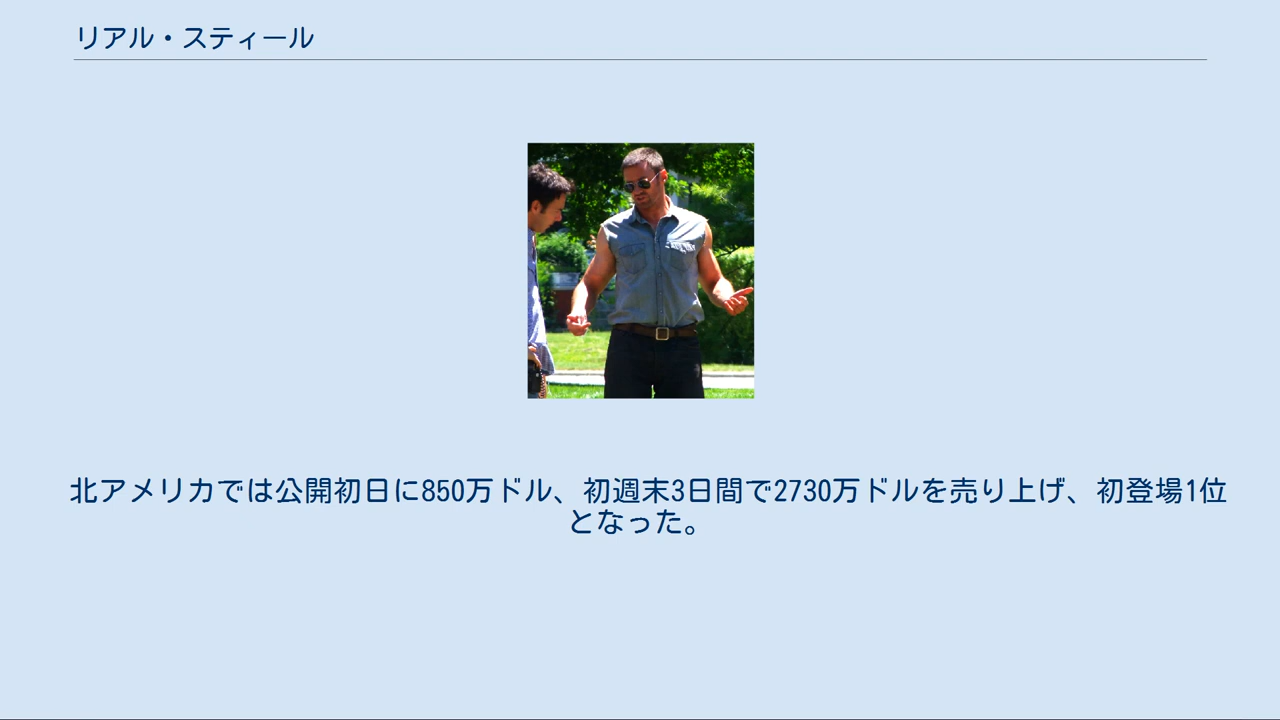 リアル・スティール
北アメリカでは公開初日に850万ドル、初週末3日間で2730万ドルを売り上げ、初登場1位
となった。